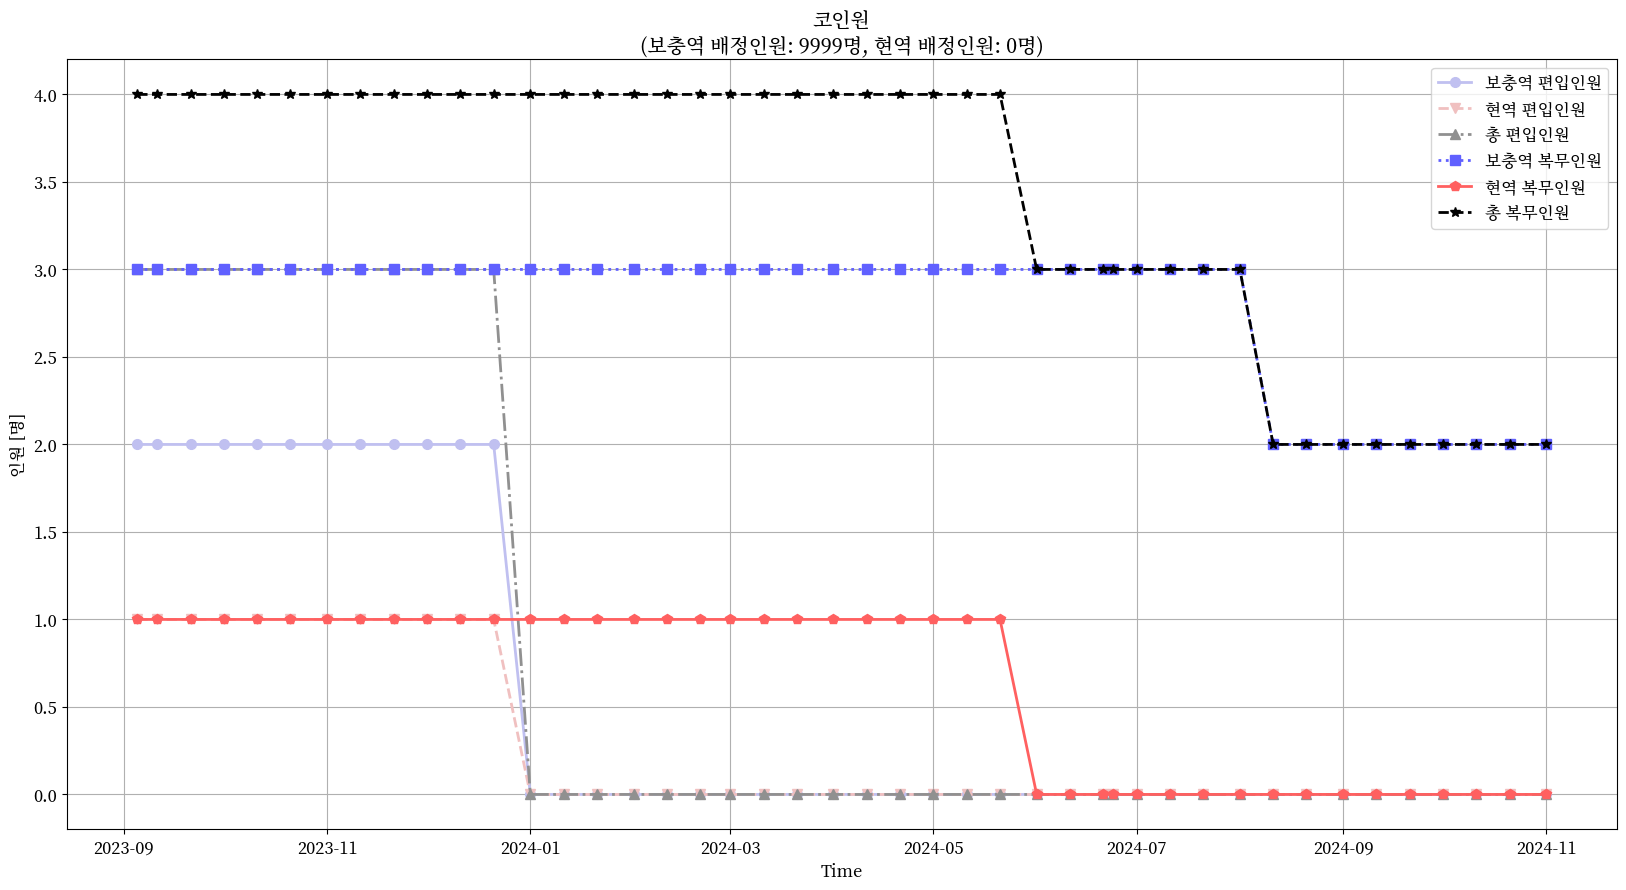 코인원
(보충역 배정인원: 9999명, 현역 배정인원: 0명)
보충역 편입인원
현역 편입인원
총 편입인원
보충역 복무인원
현역 복무인원
총 복무인원
인원 [명]
4.0
3.5
3.0
2.5
2.0
1.5
1.0
0.5
0.0
2023-09
2023-11
2024-01
2024-03
2024-05
2024-07
2024-09
2024-11
Time